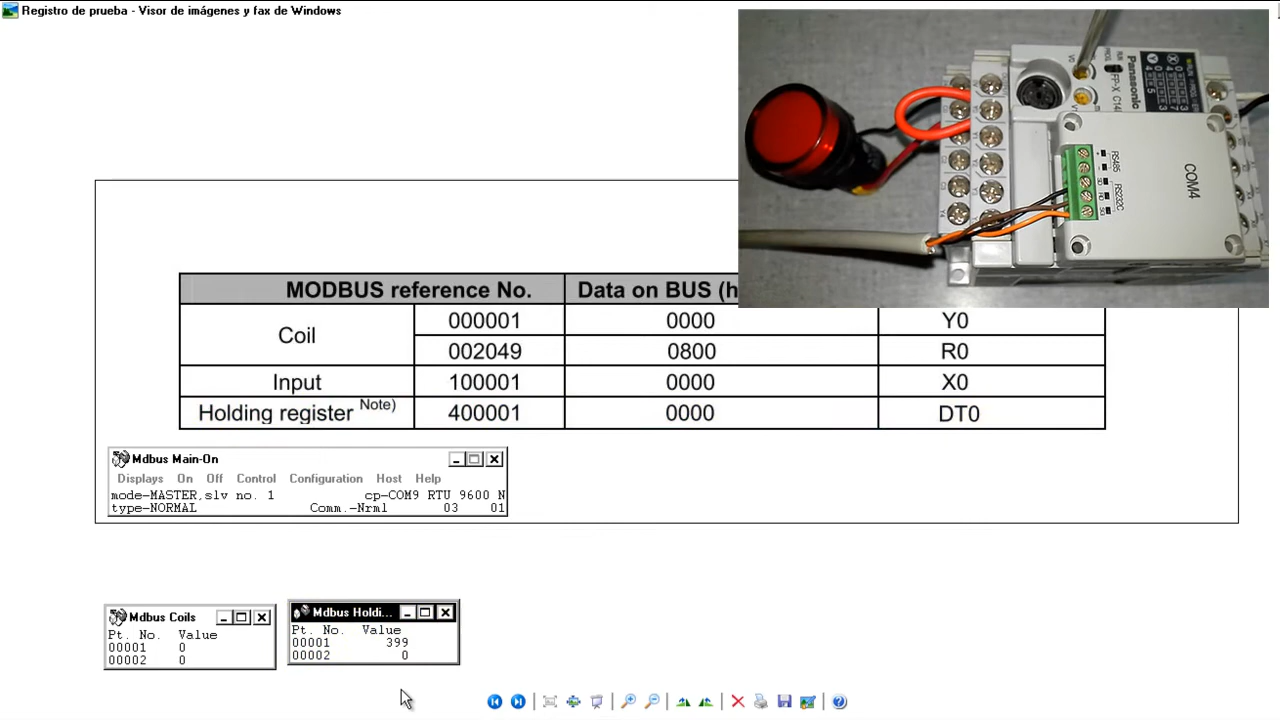 Registro de prueba - Visor de imágenes y fax de Windows
Panasonic
FP-X C14
COM4
RS485
RS232C
MODBUS reference No. Data on BUS (h
Coil 000001 0000 Y0
002049 0800 R0
Input 100001 0000 X0
Holding register Note) 400001 0000 DT0
Mdbus Main-On
Displays On Off Control Configuration Host Help
mode-MASTER,slv no. 1 cp-COM9 RTU 9600 N
type-NORMAL Comm.-Nrml 03 01
Mdbus Coils
Pt. No. Value
00001 0
00002 0
Mdbus Holdi...
Pt. No. Value
00001 399
00002 0